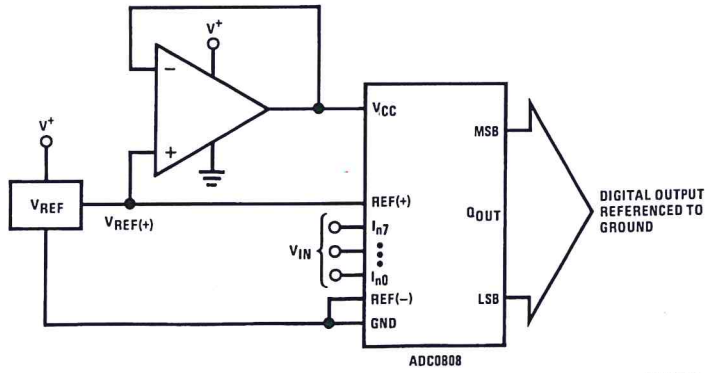 V+
V+
−
+
VCC
MSB
VREF
VREF(+)
REF(+)
QOUT
DIGITAL OUTPUT
REFERENCED TO
GROUND
VIN
In7
In0
REF(−)
GND
LSB
ADC0808